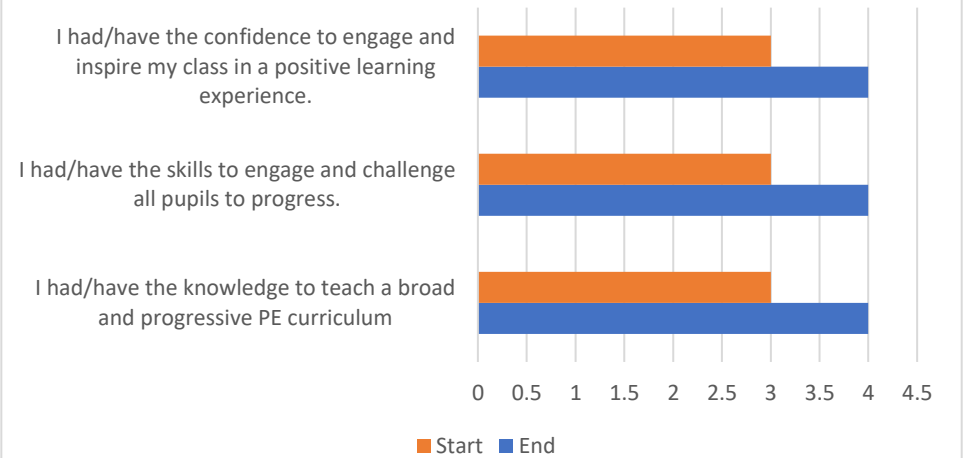 I had/have the confidence to engage and
inspire my class in a positive learning
experience.
I had/have the skills to engage and challenge
all pupils to progress.
I had/have the knowledge to teach a broad
and progressive PE curriculum
0 0.5 1 1.5 2 2.5 3 3.5 4 4.5
Start End